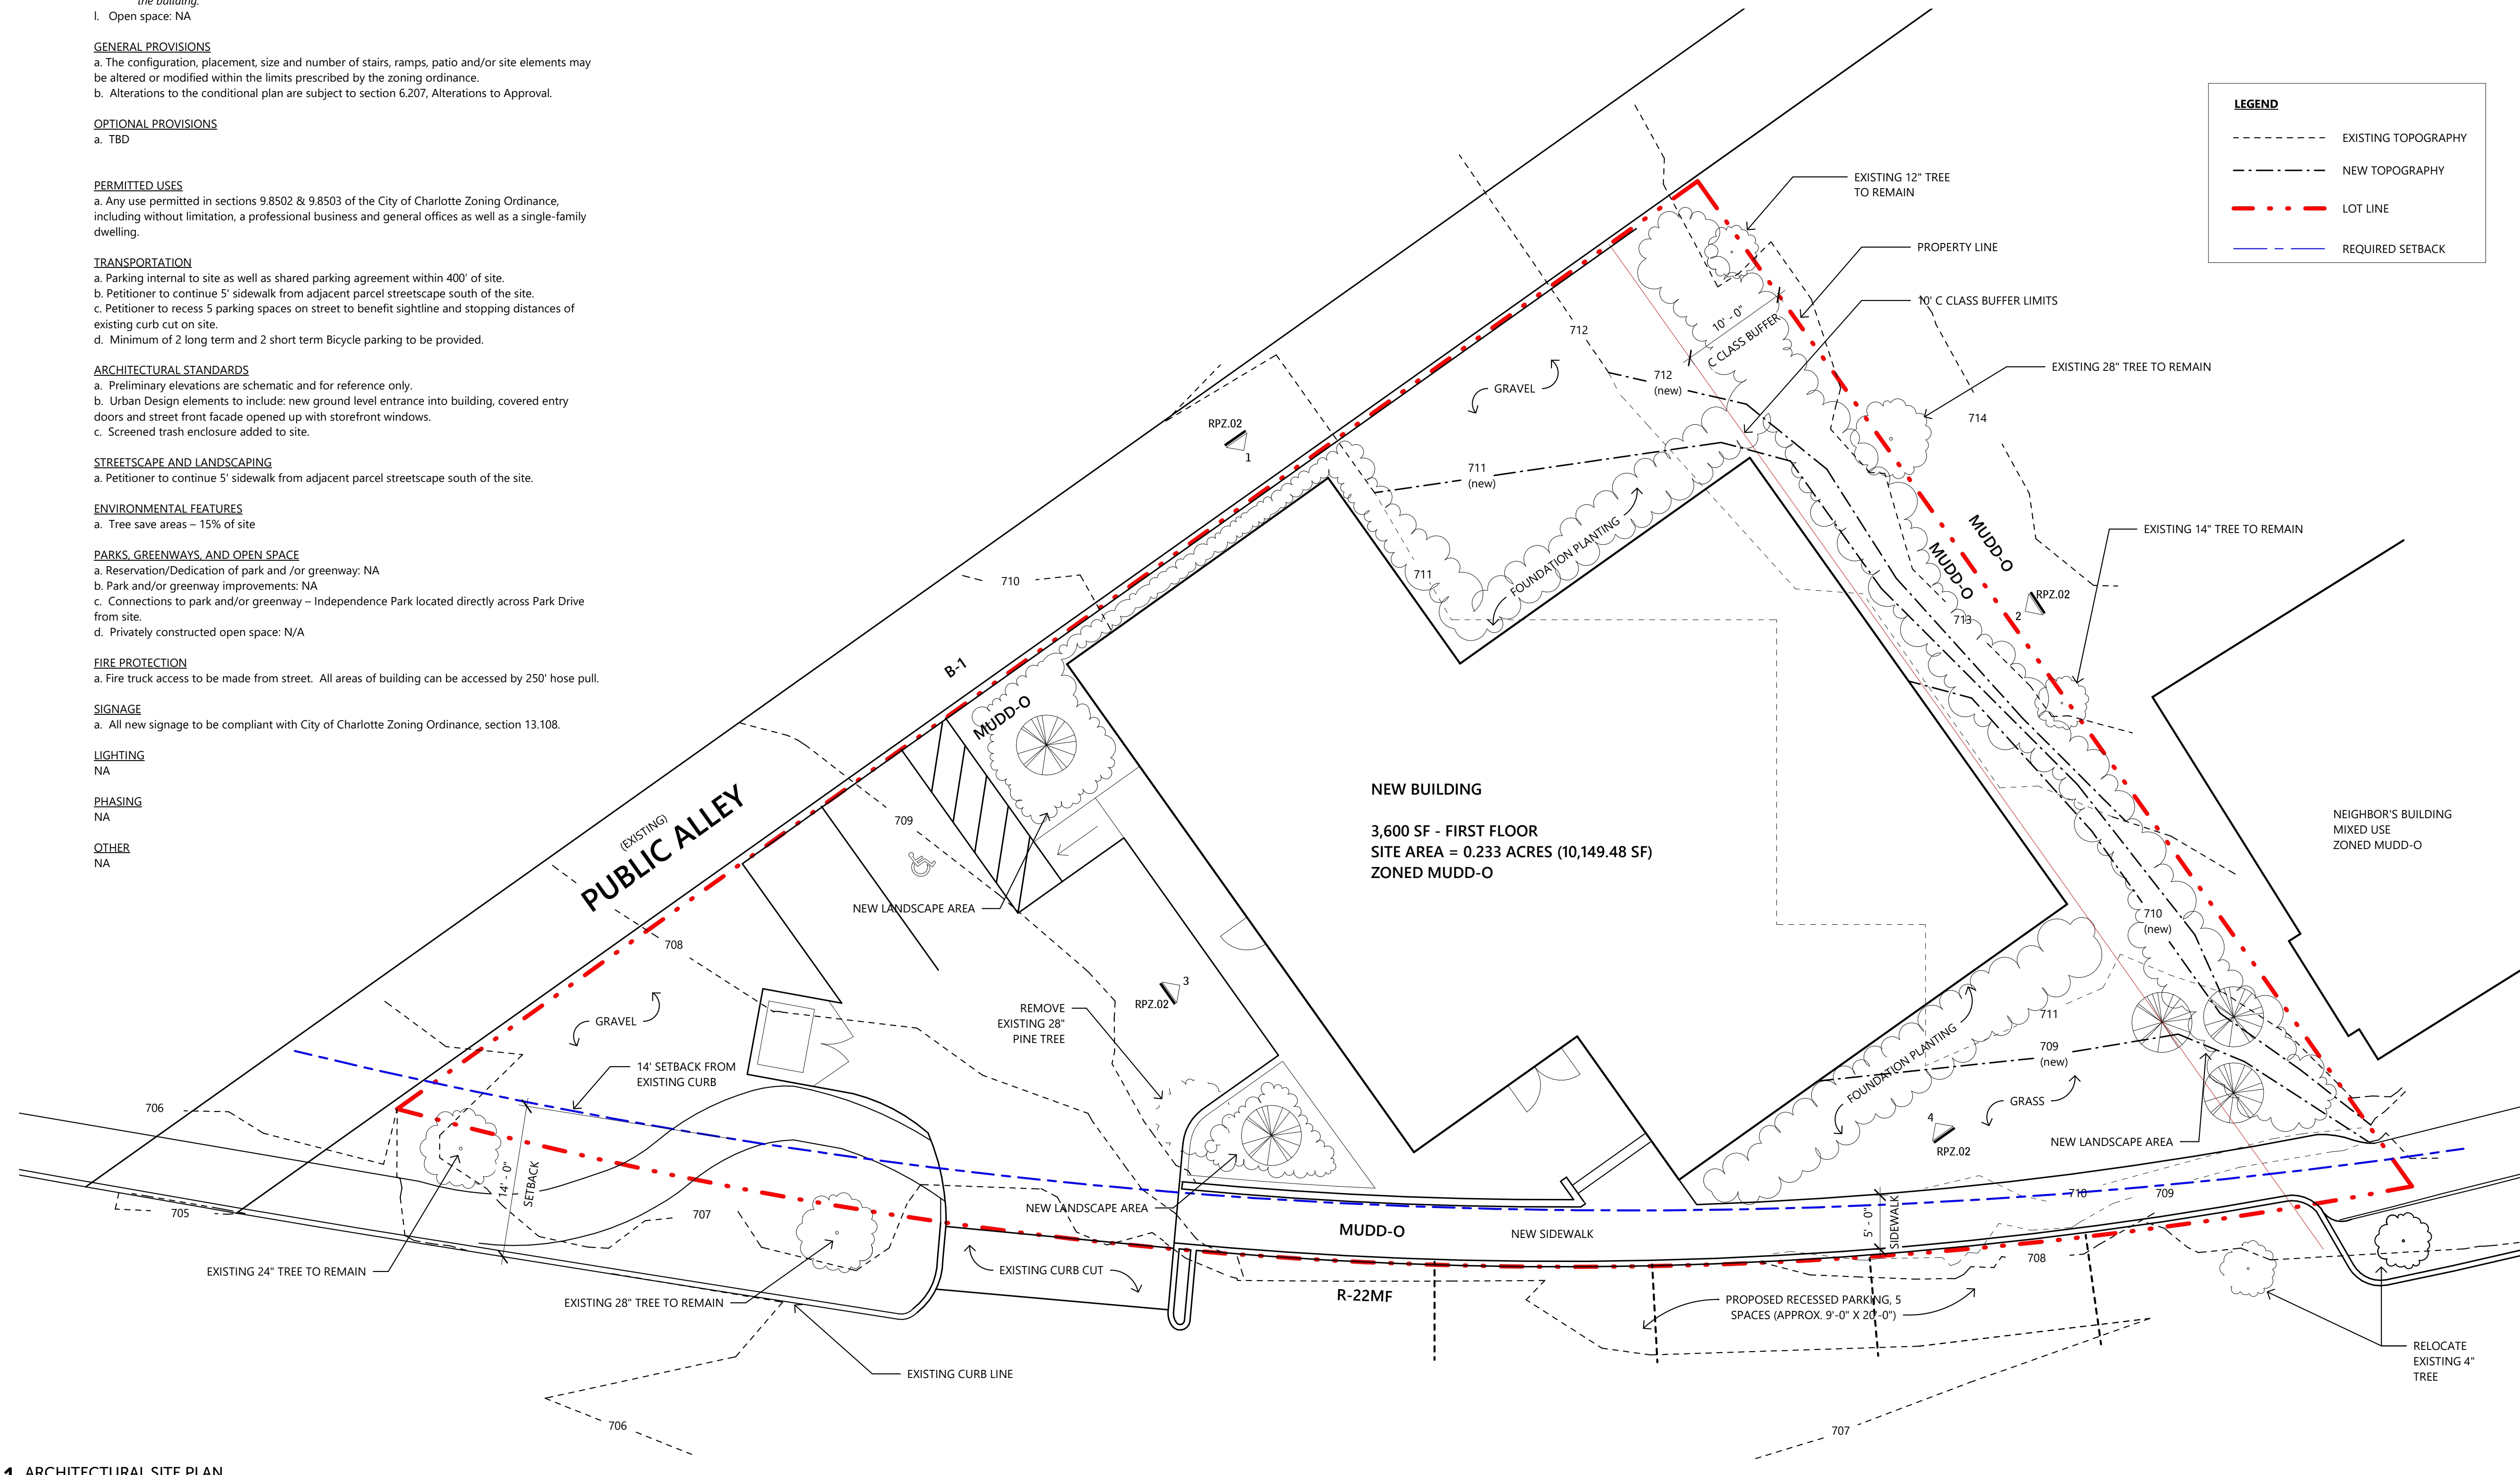 the building.
l. Open space: NA
GENERAL PROVISIONS
a. The configuration, placement, size and number of stairs, ramps, patio and/or site elements may
be altered or modified within the limits prescribed by the zoning ordinance.
b. Alterations to the conditional plan are subject to section 6.207, Alterations to Approval.
OPTIONAL PROVISIONS
a. TBD
PERMITTED USES
a. Any use permitted in sections 9.8502 & 9.8503 of the City of Charlotte Zoning Ordinance,
including without limitation, a professional business and general offices as well as a single-family
dwelling.
TRANSPORTATION
a. Parking internal to site as well as shared parking agreement within 400' of site.
b. Petitioner to continue 5' sidewalk from adjacent parcel streetscape south of the site.
c. Petitioner to recess 5 parking spaces on street to benefit sightline and stopping distances of
existing curb cut on site.
d. Minimum of 2 long term and 2 short term Bicycle parking to be provided.
ARCHITECTURAL STANDARDS
a. Preliminary elevations are schematic and for reference only.
b. Urban Design elements to include: new ground level entrance into building, covered entry
doors and street front facade opened up with storefront windows.
c. Screened trash enclosure added to site.
STREETSCAPE AND LANDSCAPING
a. Petitioner to continue 5' sidewalk from adjacent parcel streetscape south of the site.
ENVIRONMENTAL FEATURES
a. Tree save areas – 15% of site
PARKS, GREENWAYS, AND OPEN SPACE
a. Reservation/Dedication of park and /or greenway: NA
b. Park and/or greenway improvements: NA
c. Connections to park and/or greenway – Independence Park located directly across Park Drive
from site.
d. Privately constructed open space: N/A
FIRE PROTECTION
a. Fire truck access to be made from street. All areas of building can be accessed by 250' hose pull.
SIGNAGE
a. All new signage to be compliant with City of Charlotte Zoning Ordinance, section 13.108.
LIGHTING
NA
PHASING
NA
OTHER
NA
LEGEND
EXISTING TOPOGRAPHY
NEW TOPOGRAPHY
LOT LINE
REQUIRED SETBACK
EXISTING 12" TREE
TO REMAIN
PROPERTY LINE
10' C CLASS BUFFER LIMITS
10' - 0"
C CLASS BUFFER
EXISTING 28" TREE TO REMAIN
712
712
(new)
GRAVEL
714
RPZ.02
1
711
(new)
FOUNDATION PLANTING
711
MUDD-O
MUDD-O
EXISTING 14" TREE TO REMAIN
RPZ.02
2
713
710
B-1
MUDD-O
(EXISTING)
PUBLIC ALLEY
709
NEW LANDSCAPE AREA
708
NEW BUILDING
3,600 SF - FIRST FLOOR
SITE AREA = 0.233 ACRES (10,149.48 SF)
ZONED MUDD-O
NEIGHBOR'S BUILDING
MIXED USE
ZONED MUDD-O
710
(new)
3
RPZ.02
REMOVE
EXISTING 28"
PINE TREE
GRAVEL
14' SETBACK FROM
EXISTING CURB
711
709
(new)
FOUNDATION PLANTING
GRASS
4
RPZ.02
NEW LANDSCAPE AREA
706
705
14' - 0"
SETBACK
707
NEW LANDSCAPE AREA
MUDD-O
NEW SIDEWALK
5' - 0"
SIDEWALK
710
709
708
EXISTING 24" TREE TO REMAIN
EXISTING CURB CUT
EXISTING 28" TREE TO REMAIN
R-22MF
PROPOSED RECESSED PARKING, 5
SPACES (APPROX. 9'-0" X 20'-0")
EXISTING CURB LINE
RELOCATE
EXISTING 4"
TREE
706
707
1 ARCHITECTURAL SITE PLAN